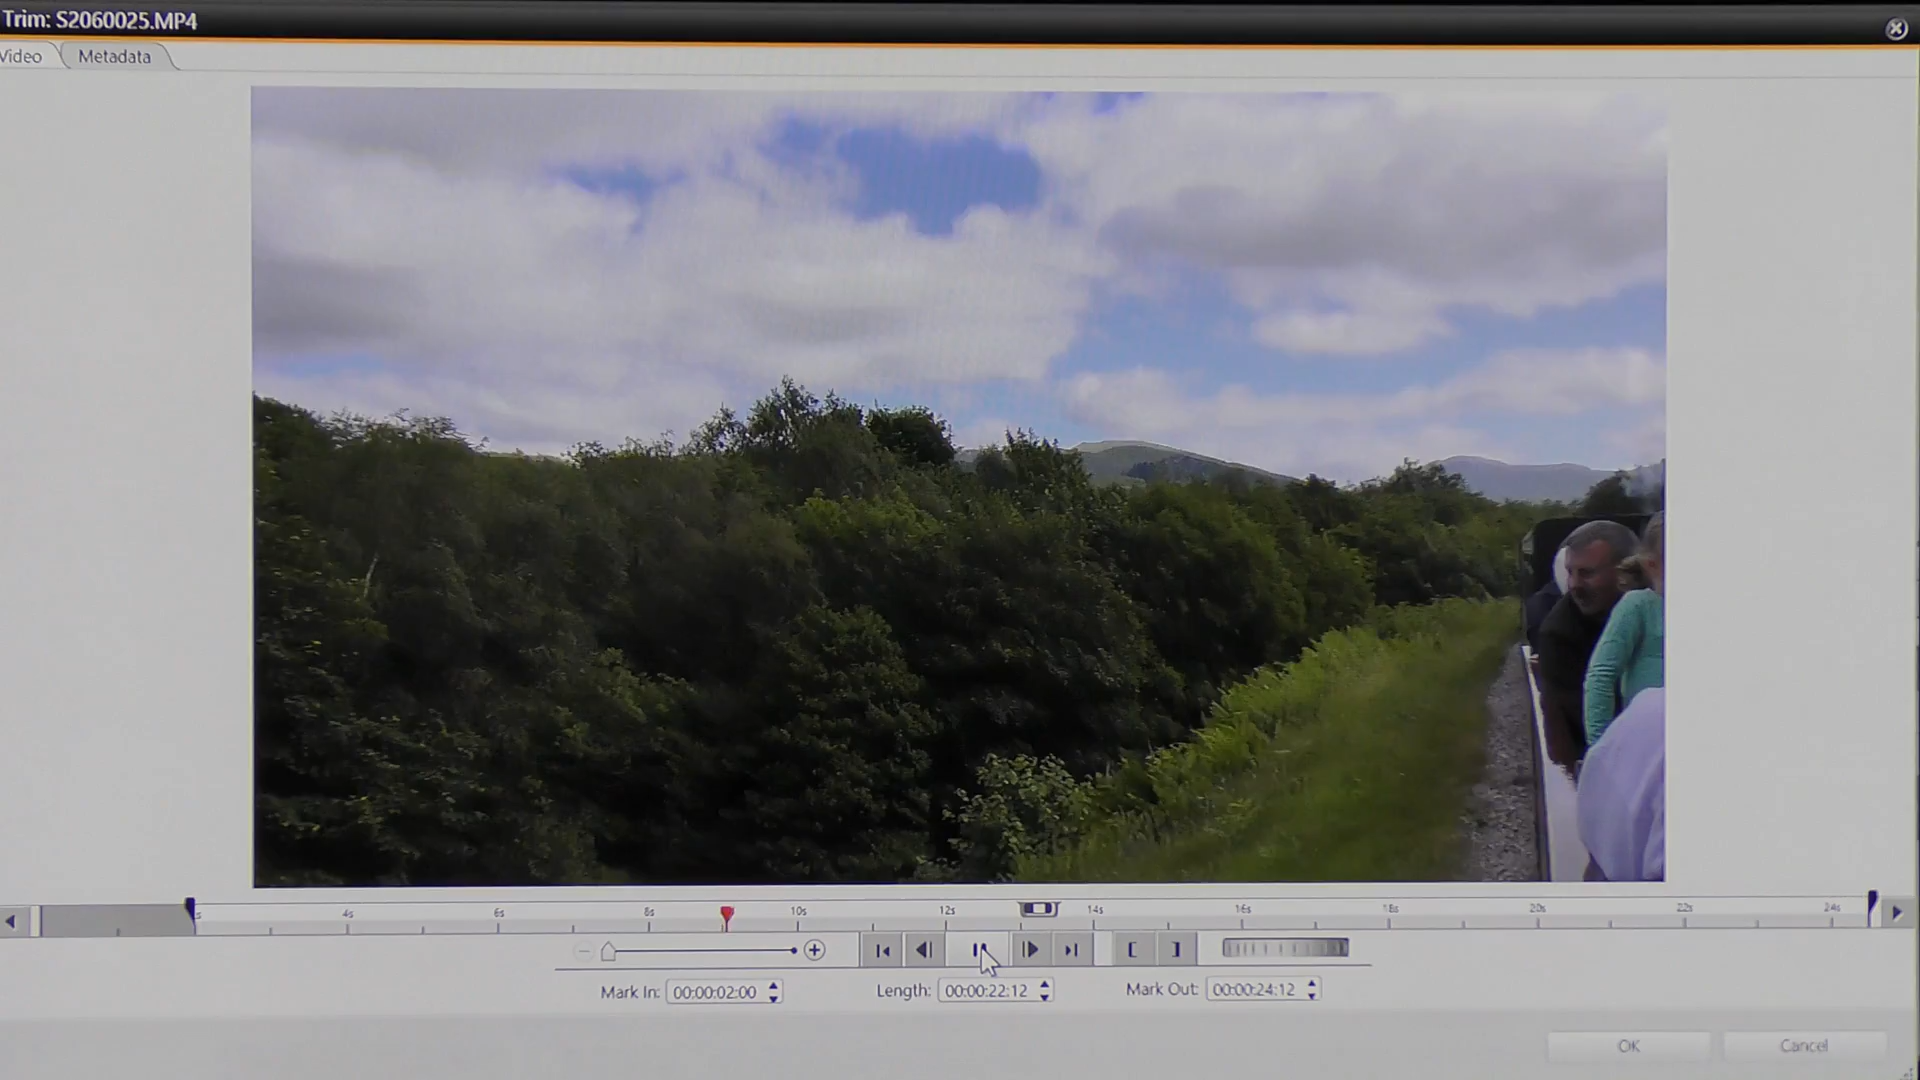 Trim: S2060025.MP4
Video Metadata
4s 6s 8s 10s 12s 14s 16s 18s 20s 22s 24s
Mark In: 00:00:02:00 Length: 00:00:22:12 Mark Out: 00:00:24:12
OK Cancel